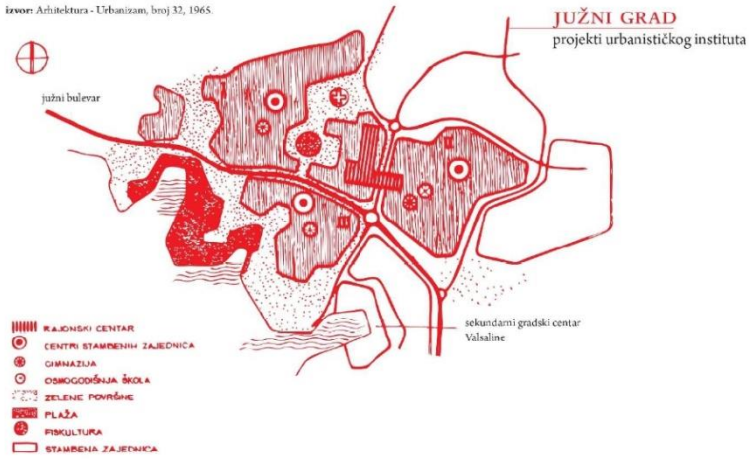 izvor: Arhitektura - Urbanizam, broj 32, 1965.
JUŽNI GRAD
projekti urbanističkog instituta
južni bulevar
sekundarni gradski centar
Valsaline
RAJONSKI CENTAR
CENTRI STAMBENIH ZAJEDNICA
GIMNAZIJA
OSMOGODIŠNJA ŠKOLA
ZELENE POVRŠINE
PLAŽA
FISKULTURA
STAMBENA ZAJEDNICA